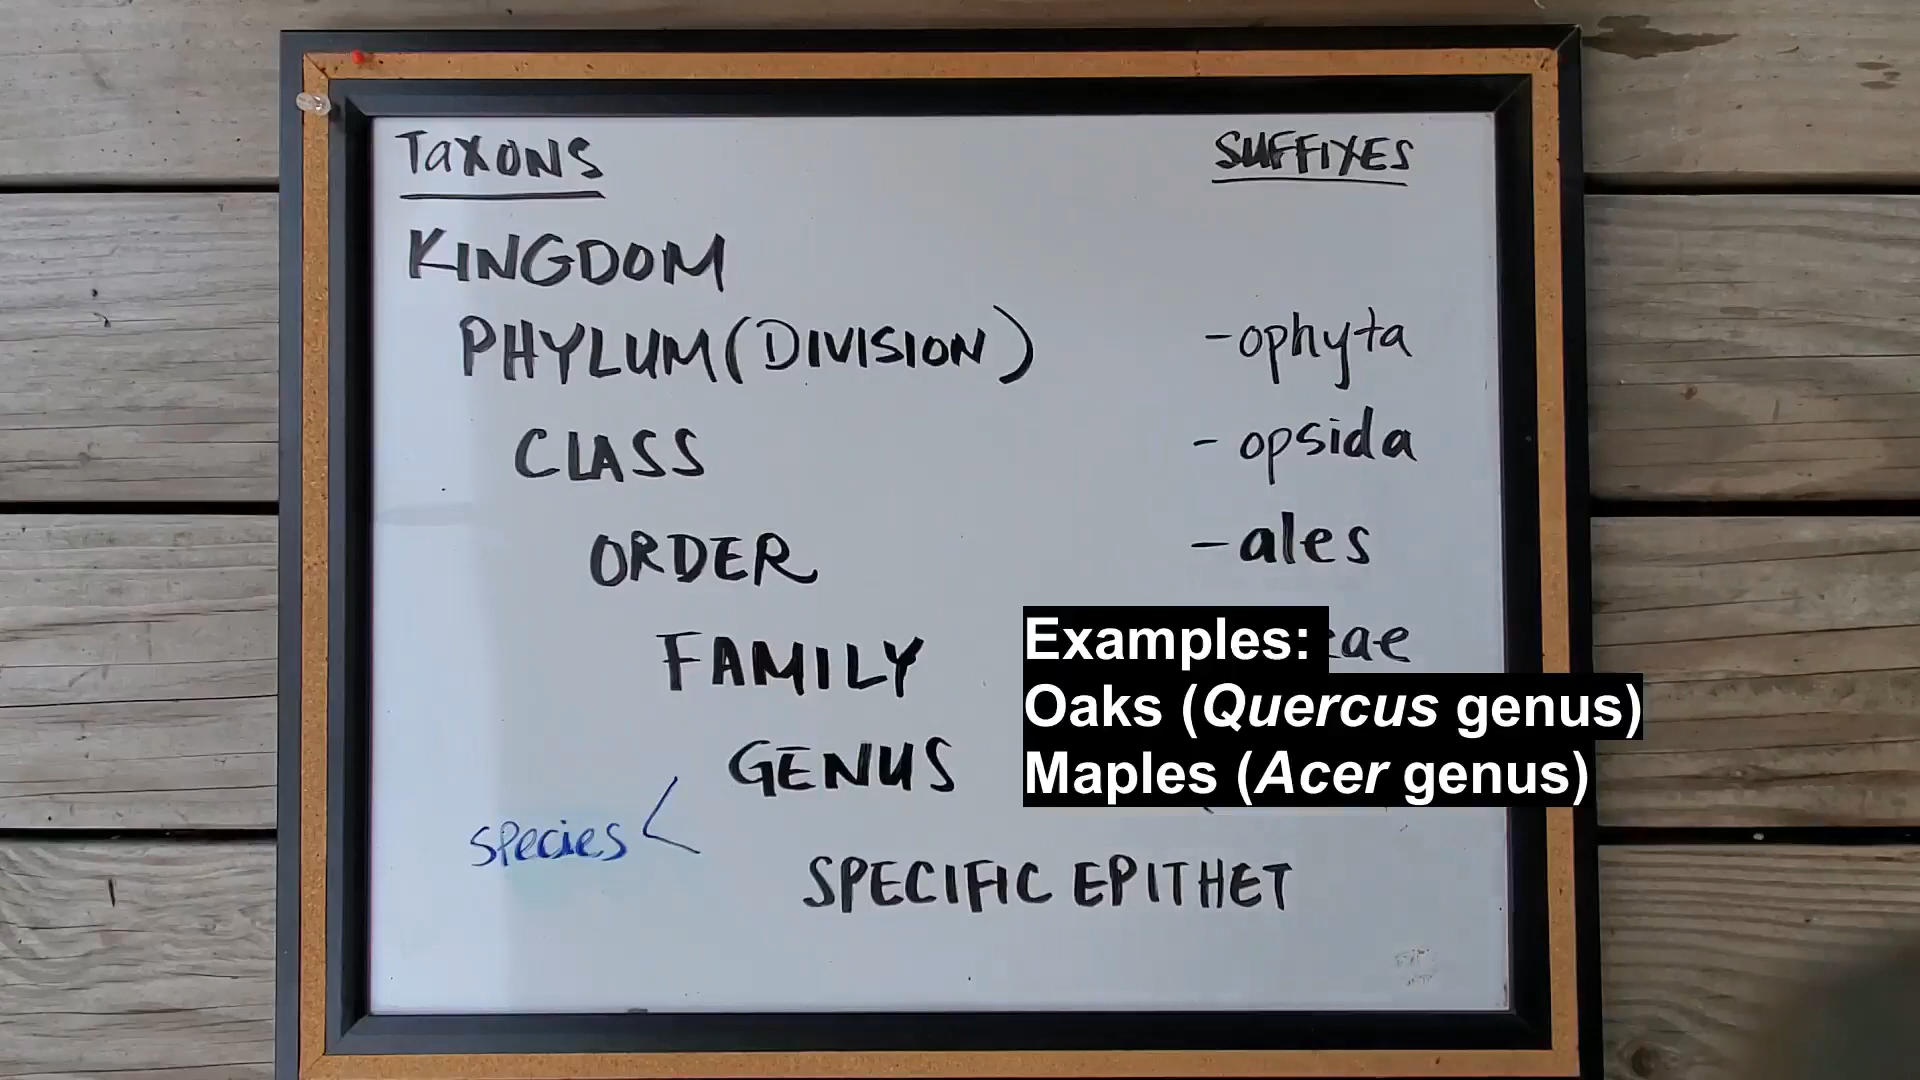 TaXONS SUFFIXES
KINGDOM
PHYLUM (DIVISION) -ophyta
CLASS - opsida
ORDER -ales
FAMILY
Examples:
Oaks (Quercus genus)
Maples (Acer genus)
GENUS
species <
SPECIFIC EPITHET